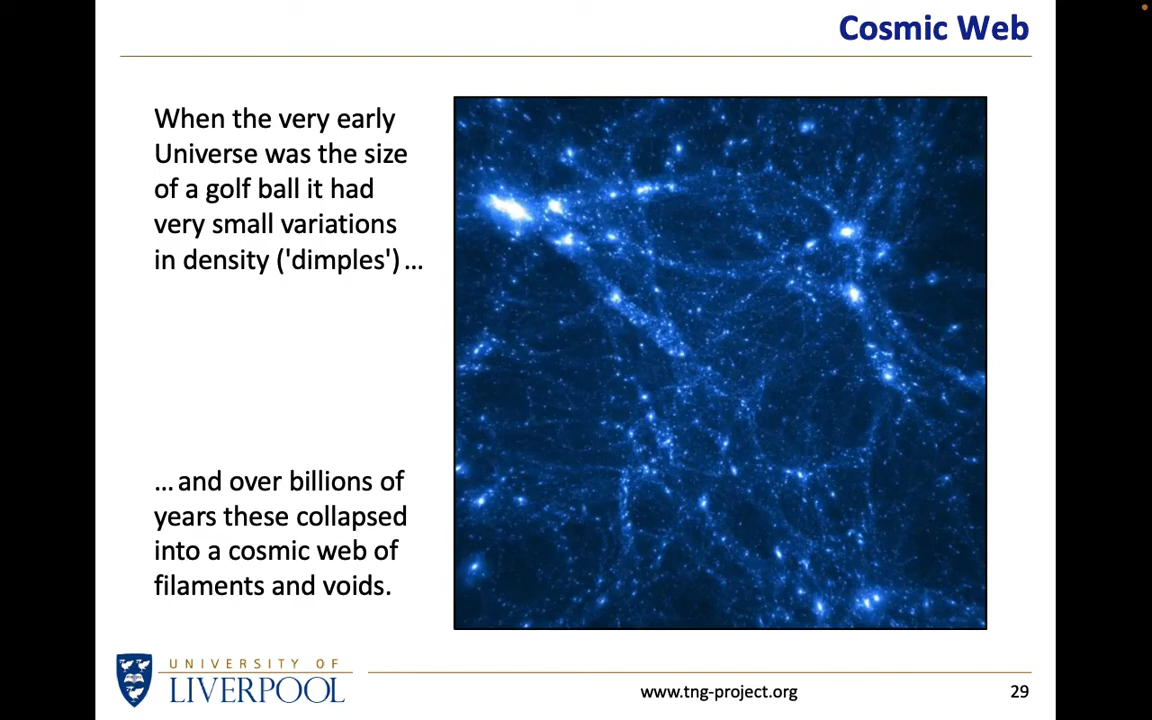 Cosmic Web
When the very early
Universe was the size
of a golf ball it had
very small variations
in density ('dimples') ...
... and over billions of
years these collapsed
into a cosmic web of
filaments and voids.
UNIVERSITY OF
LIVERPOOL
www.tng-project.org
29